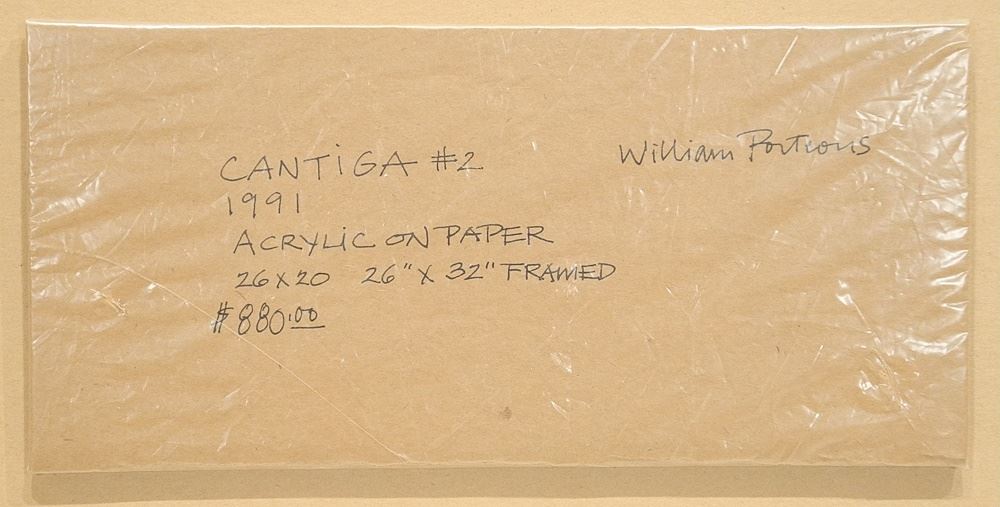 CANTIGA #2
William Porteous
1991
ACRYLIC ON PAPER
26 X 20 26" X 32" FRAMED
$880.00